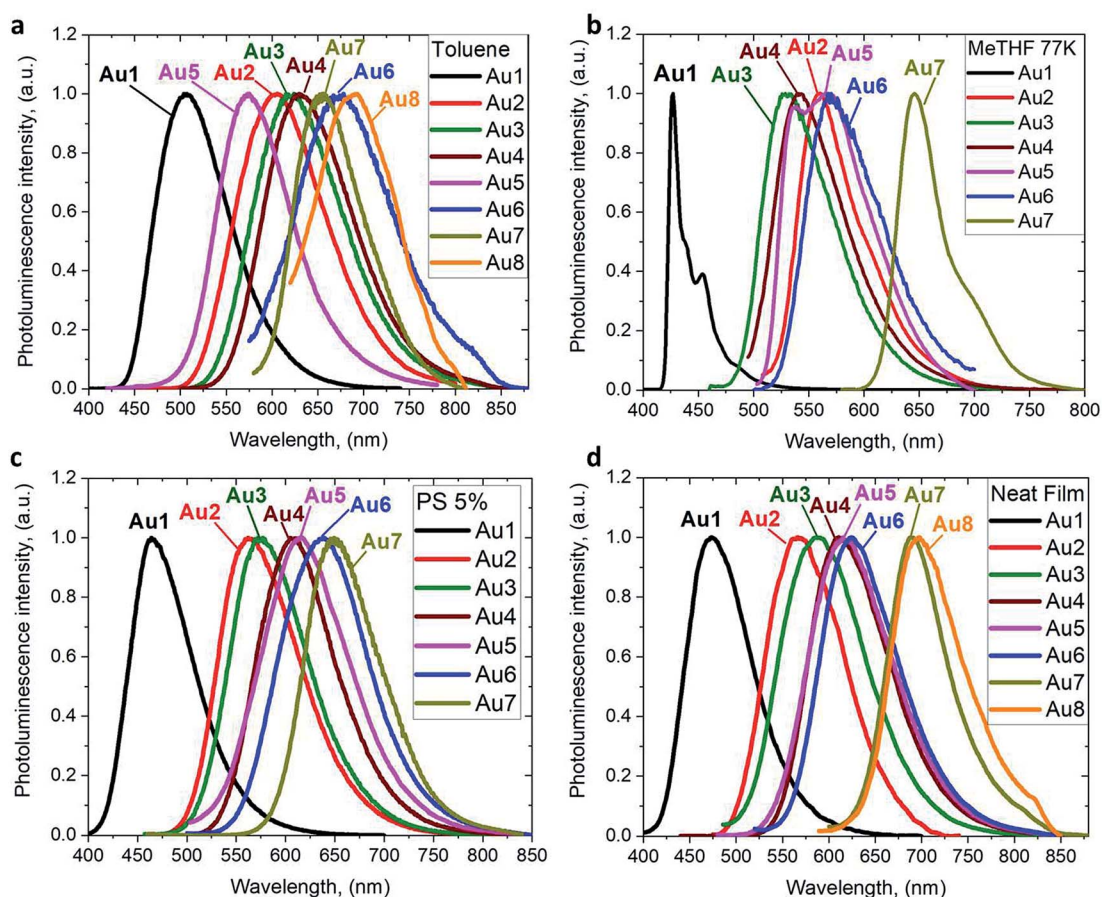 a
Photoluminescence intensity, (a.u.)
1.2
1.0
0.8
0.6
0.4
0.2
0.0
Au1
Au5
Au2
Au3
Au4
Au7
Au6
Au8
Toluene
Au1
Au2
Au3
Au4
Au5
Au6
Au7
Au8
400 450 500 550 600 650 700 750 800 850
Wavelength, (nm)
b
Photoluminescence intensity, (a.u.)
1.2
1.0
0.8
0.6
0.4
0.2
0.0
Au1
Au3
Au4
Au2
Au5
Au6
Au7
MeTHF 77K
Au1
Au2
Au3
Au4
Au5
Au6
Au7
400 450 500 550 600 650 700 750 800
Wavelength, (nm)
c
Photoluminescence intensity, (a.u.)
1.2
1.0
0.8
0.6
0.4
0.2
0.0
Au1
Au2
Au3
Au4
Au5
Au6
Au7
PS 5%
Au1
Au2
Au3
Au4
Au5
Au6
Au7
400 450 500 550 600 650 700 750 800 850
Wavelength, (nm)
d
Photoluminescence intensity, (a.u.)
1.2
1.0
0.8
0.6
0.4
0.2
0.0
Au1
Au2
Au3
Au4
Au5
Au6
Au7
Au8
Neat Film
Au1
Au2
Au3
Au4
Au5
Au6
Au7
Au8
400 450 500 550 600 650 700 750 800 850
Wavelength, (nm)